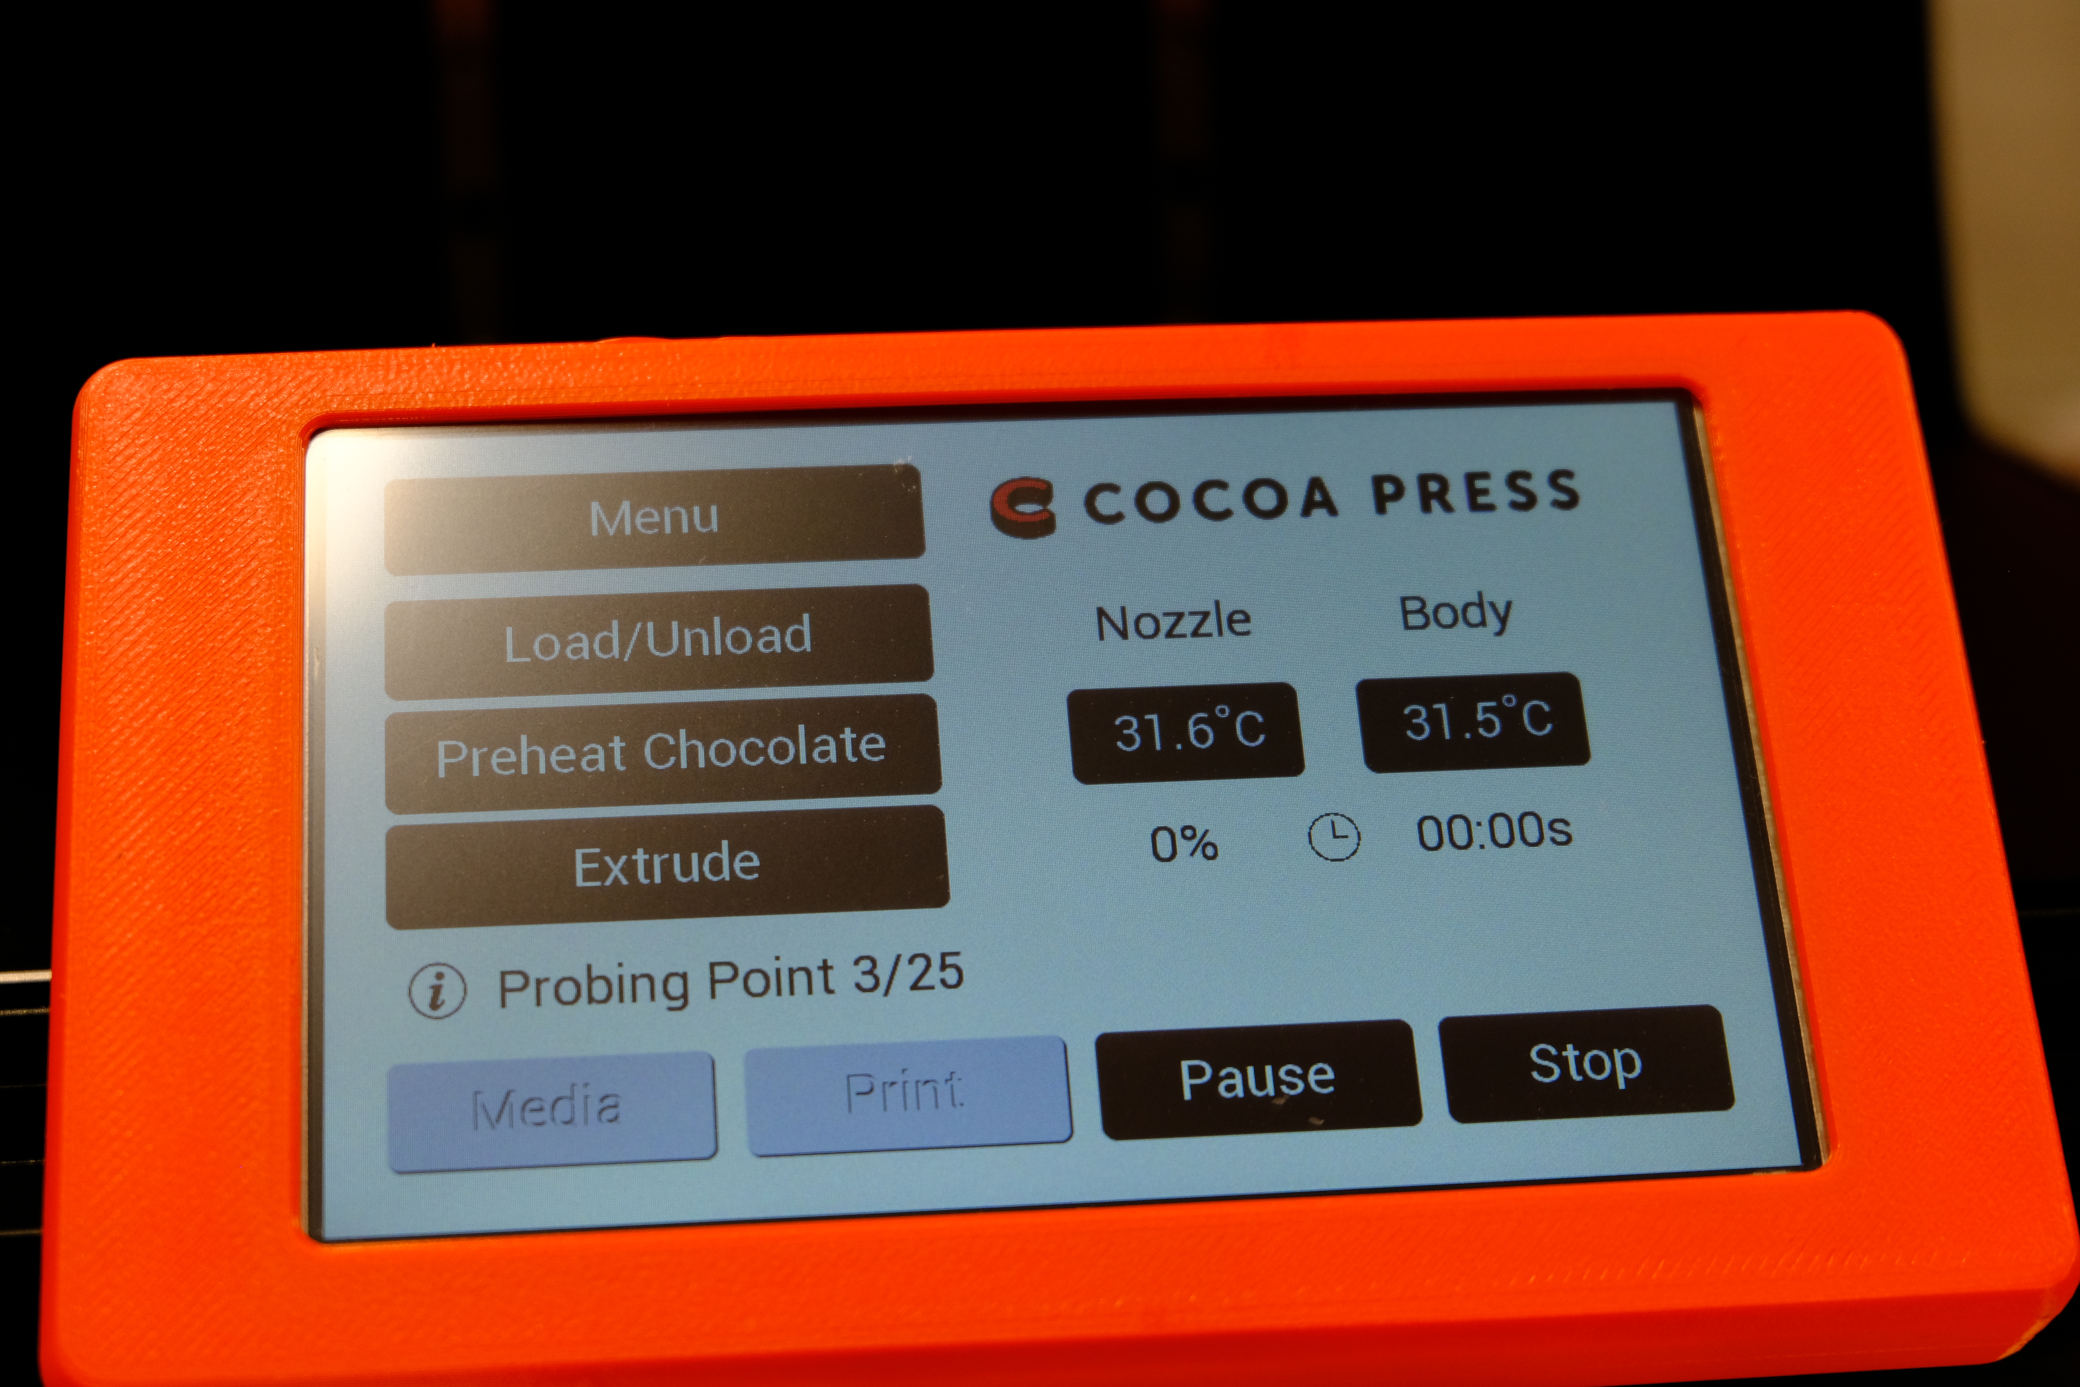 Menu
COCOA PRESS
Load/Unload
Nozzle Body
Preheat Chocolate
31.6°C 31.5°C
Extrude
0% 00:00s
i Probing Point 3/25
Media Print Pause Stop